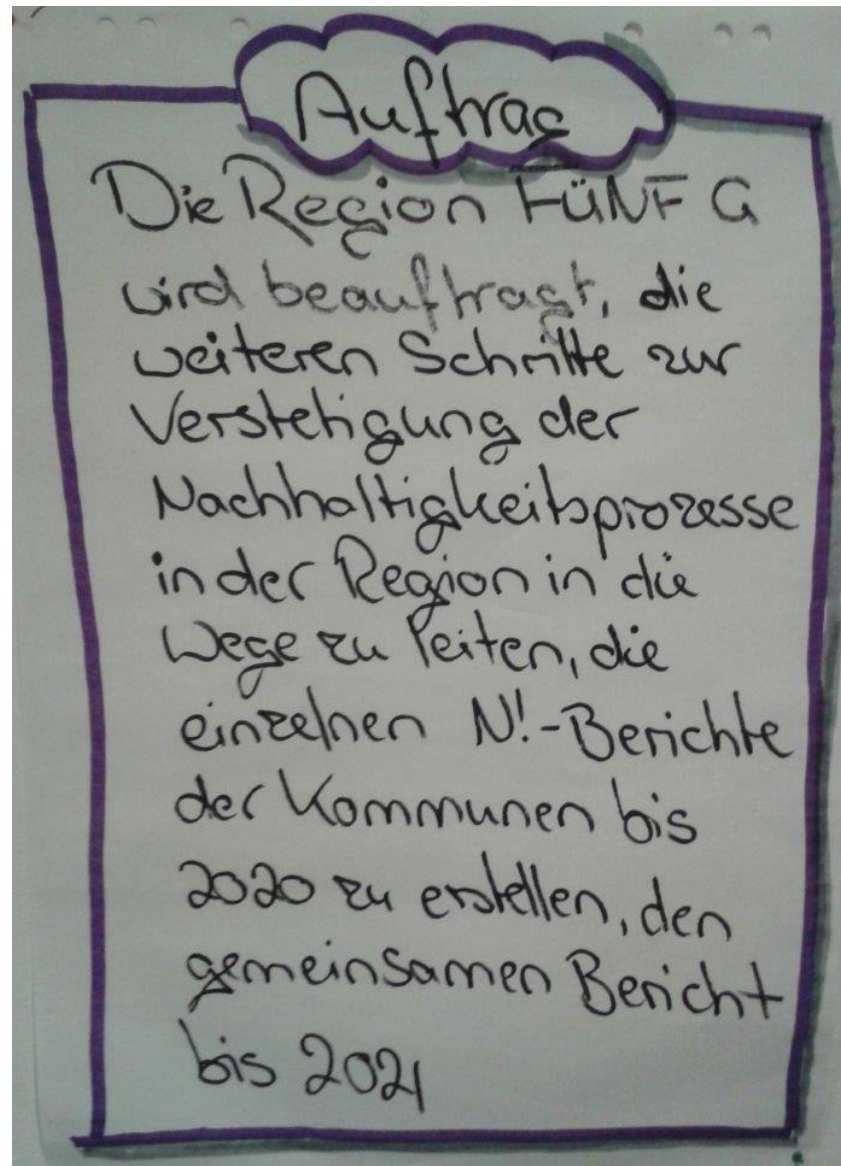 Auftrag
Die Region FÜNF G
wird beauftragt, die
weiteren Schritte zur
Verstetigung der
Nachhaltigkeitsprozesse
in der Region in die
Wege zu leiten, die
einzelnen N!-Berichte
der Kommunen bis
2020 zu erstellen, den
gemeinsamen Bericht
bis 2021